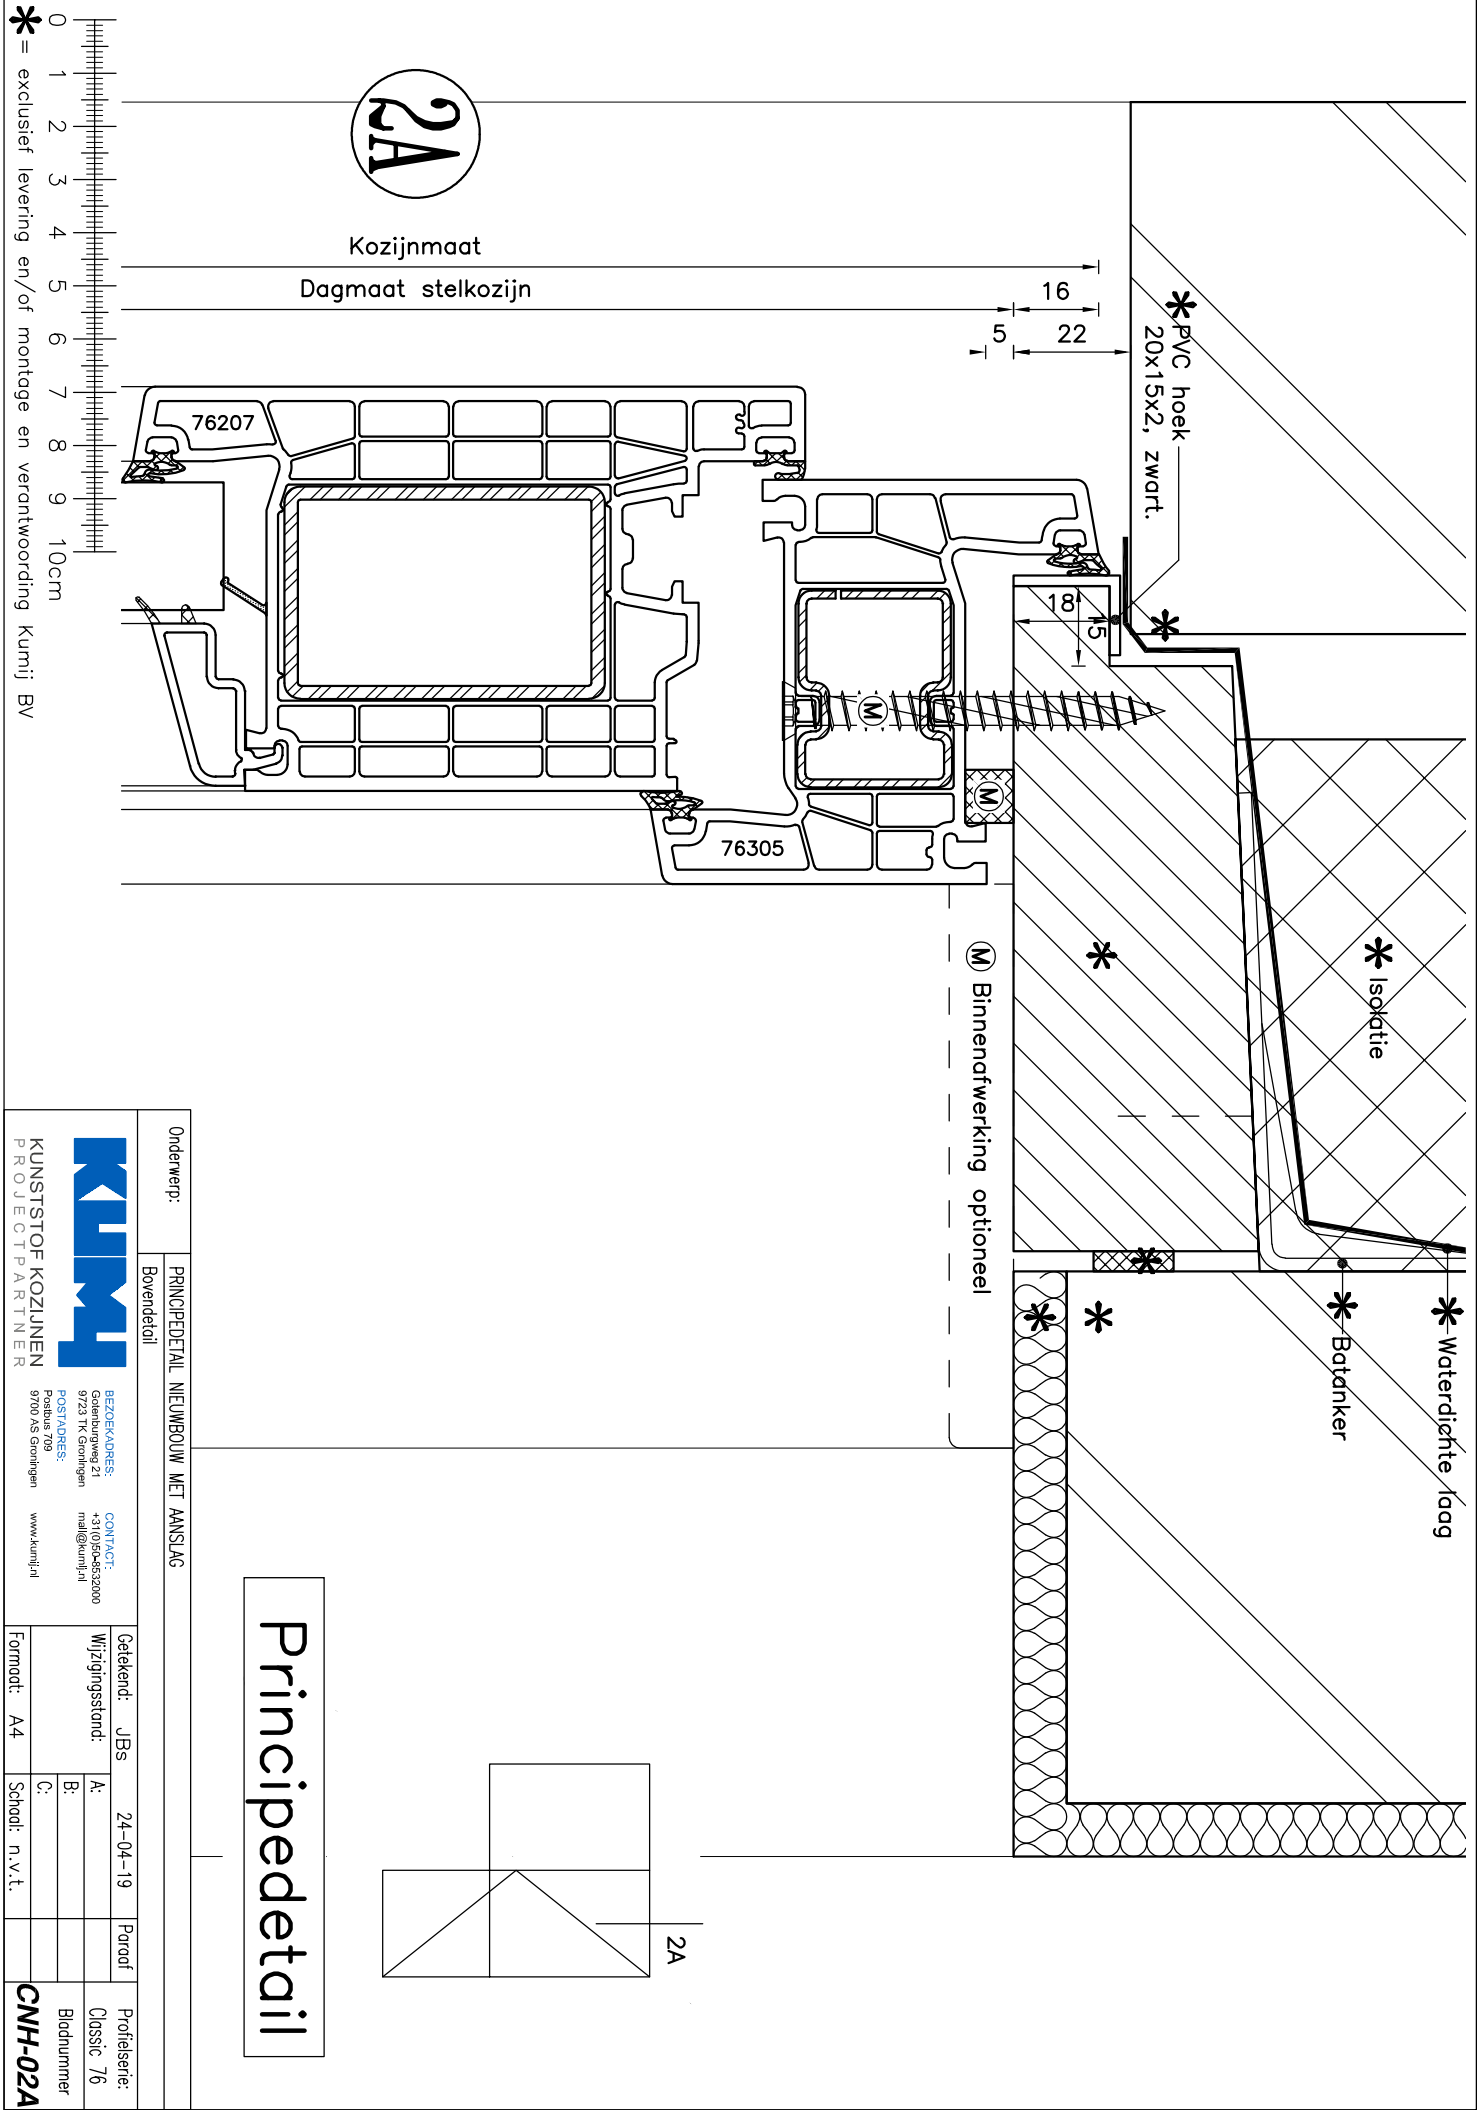 2A
Kozijnmaat
Dagmaat stelkozijn
16
5
22
PVC hoek
20x15x2, zwart.
18
15
76207
76305
M
M
M Binnenafwerking optioneel
Isolatie
Waterdichte laag
Batanker
0 1 2 3 4 5 6 7 8 9 10cm
* = exclusief levering en/of montage en verantwoording Kumij BV
Principedetail
2A
Onderwerp:
PRINCIPEDETAIL NIEUWBOUW MET AANSLAG
Bovendetail
KUMIJ
KUNSTSTOF KOZIJNEN
PROJECTPARTNER
BEZOEKADRES:
Gotenburgweg 21
9723 TK Groningen
POSTADRES:
Postbus 709
9700 AS Groningen
CONTACT:
+31(0)50-8532000
mail@kumij.nl
www.kumij.nl
Getekend: JBs 24-04-19
Paraaf
Wijzigingsstand:
A:
B:
C:
Formaat: A4
Schaal: n.v.t.
Profielserie:
Classic 76
Bladnummer
CNH-02A